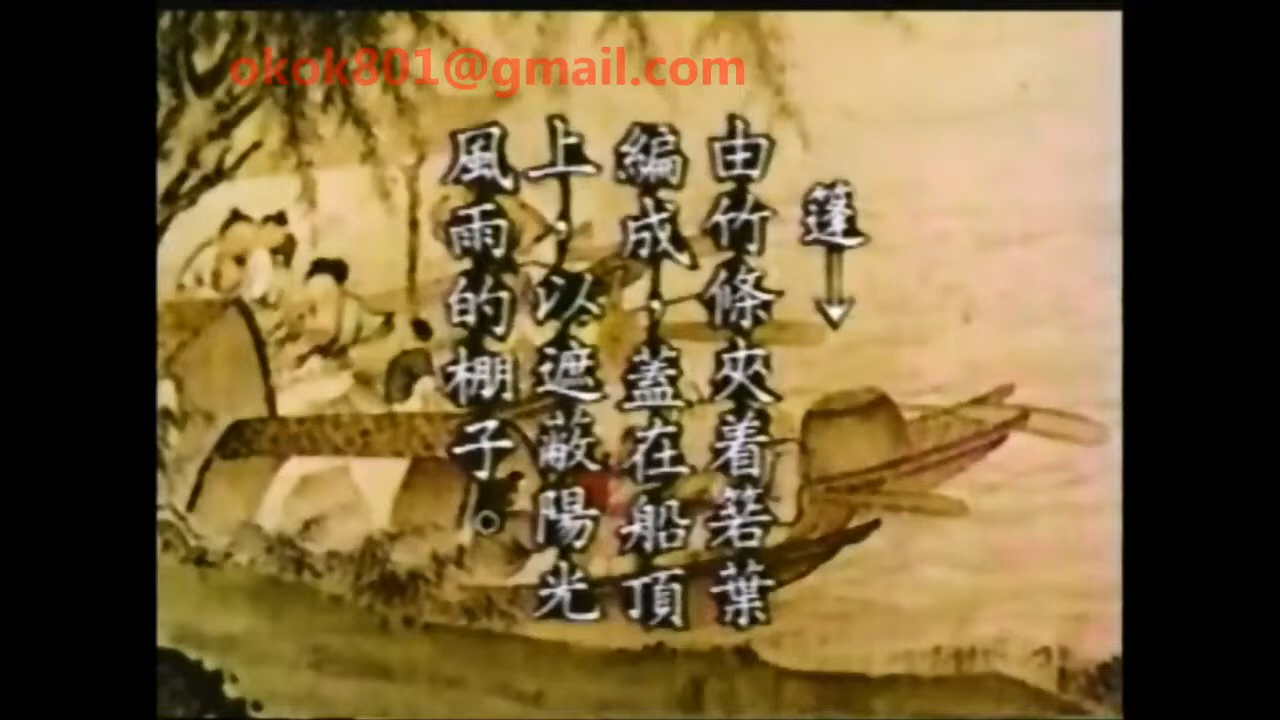 okok801@gmail.com
篷
由竹條夾着箬葉
編成，蓋在船頂
上，以遮蔽陽光
風雨的棚子。